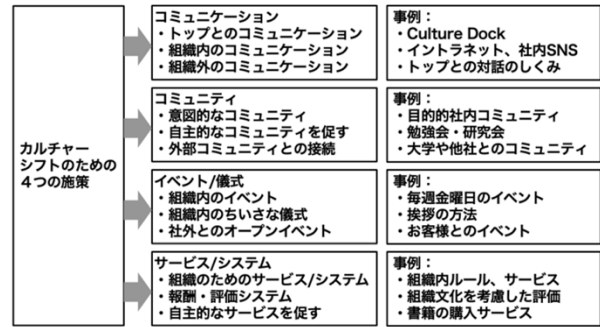 カルチャー
シフトのための
4つの施策
コミュニケーション
・トップとのコミュニケーション
・組織内のコミュニケーション
・組織外のコミュニケーション
事例：
・Culture Dock
・イントラネット、社内SNS
・トップとの対話のしくみ
コミュニティ
・意図的なコミュニティ
・自主的なコミュニティを促す
・外部コミュニティとの接続
事例：
・目的的社内コミュニティ
・勉強会・研究会
・大学や他社とのコミュニティ
イベント/儀式
・組織内のイベント
・組織内のちいさな儀式
・社外とのオープンイベント
事例：
・毎週金曜日のイベント
・挨拶の方法
・お客様とのイベント
サービス/システム
・組織のためのサービス/システム
・報酬・評価システム
・自主的なサービスを促す
事例：
・組織内ルール、サービス
・組織文化を考慮した評価
・書籍の購入サービス